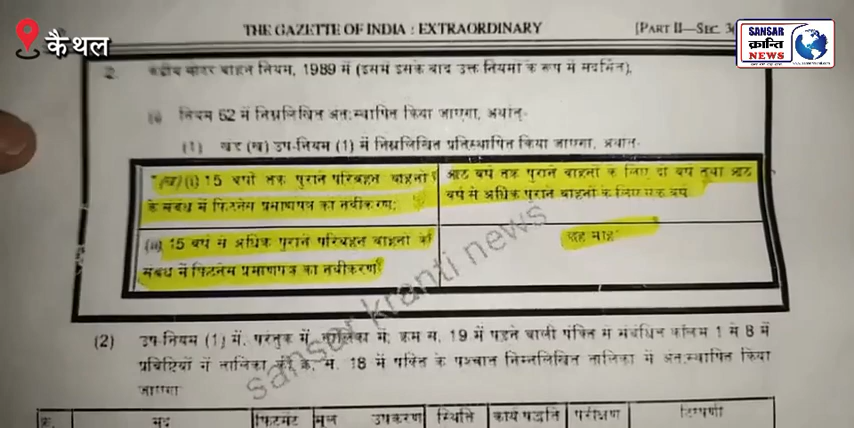 कैथल
THE GAZETTE OF INDIA : EXTRAORDINARY
[PART II—SEC. 3(
SANSAR
क्रान्ति
NEWS
2. केंद्रीय मोटर वाहन नियम, 1989 में (इसमें इसके बाद उक्त नियमों के रूप में संदर्भित),
नियम 62 में निम्नलिखित अंतःस्थापित किया जाएगा, अर्थात्-
(1) खंड (ख) उप-नियम (1) में निम्नलिखित प्रतिस्थापित किया जाएगा, अर्थात-
"(ख) (i) 15 वर्षों तक पुराने परिवहन वाहनों
के संबंध में फिटनेस प्रमाणपत्र का नवीकरण;
आठ वर्ष तक पुराने वाहनों के लिए दो वर्ष तथा आठ
वर्ष से अधिक पुराने वाहनों के लिए एक वर्ष
(ii) 15 वर्ष से अधिक पुराने परिवहन वाहनों के
संबंध में फिटनेस प्रमाणपत्र का नवीकरण
छह माह
sansar kranti news
(2) उप-नियम (1) में, परंतुक में, तालिका में, क्रम सं. 19 में पड़ने वाली पंक्ति में संबंधित कॉलम 1 से 8 में
प्रविष्टियों में तालिका की क्र. सं. 18 में पंक्ति के पश्चात निम्नलिखित तालिका में अंतःस्थापित किया
जाएगा
क्र. मद फिटमेंट मूल उपकरण स्थिति कार्य पद्धति परीक्षण टिप्पणी